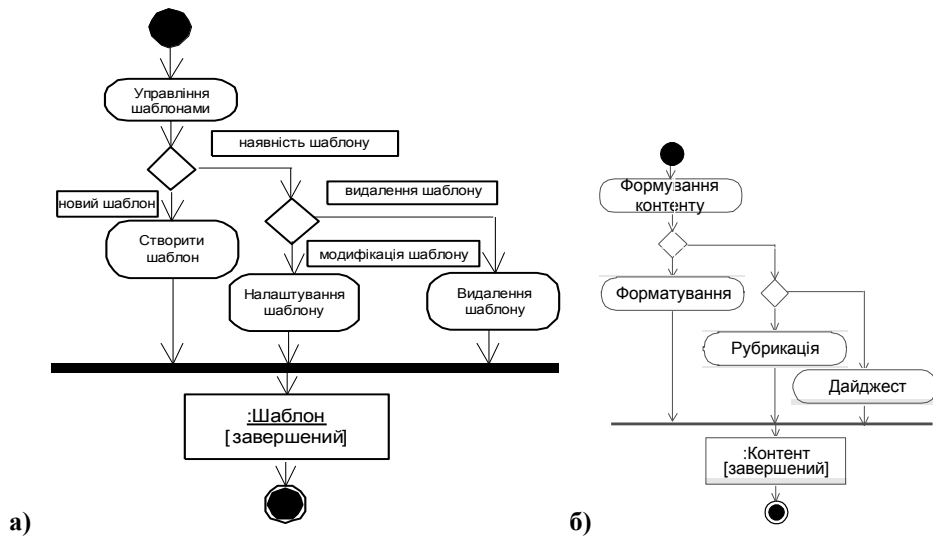 Управління
шаблонами
наявність шаблону
видалення шаблону
новий шаблон
Створити
шаблон
модифікація шаблону
Налаштування
шаблону
Видалення
шаблону
:Шаблон
[завершений]
а)
Формування
контенту
Форматування
Рубрикація
Дайджест
:Контент
[завершений]
б)